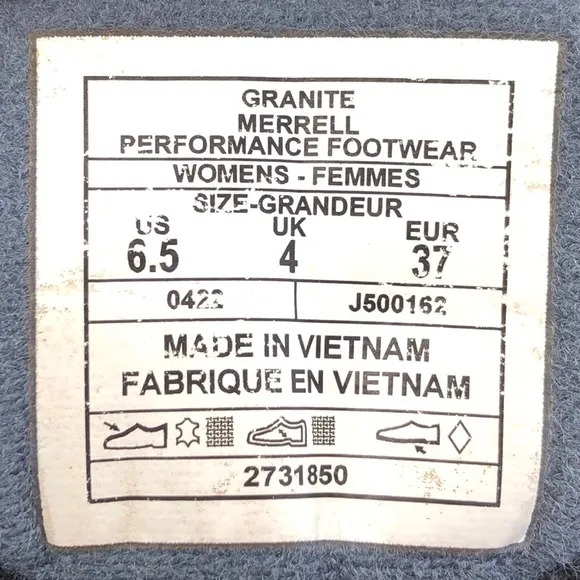 GRANITE
MERRELL
PERFORMANCE FOOTWEAR
WOMENS - FEMMES
SIZE-GRANDEUR
US UK EUR
6.5 4 37
0422 J500162
MADE IN VIETNAM
FABRIQUE EN VIETNAM
2731850